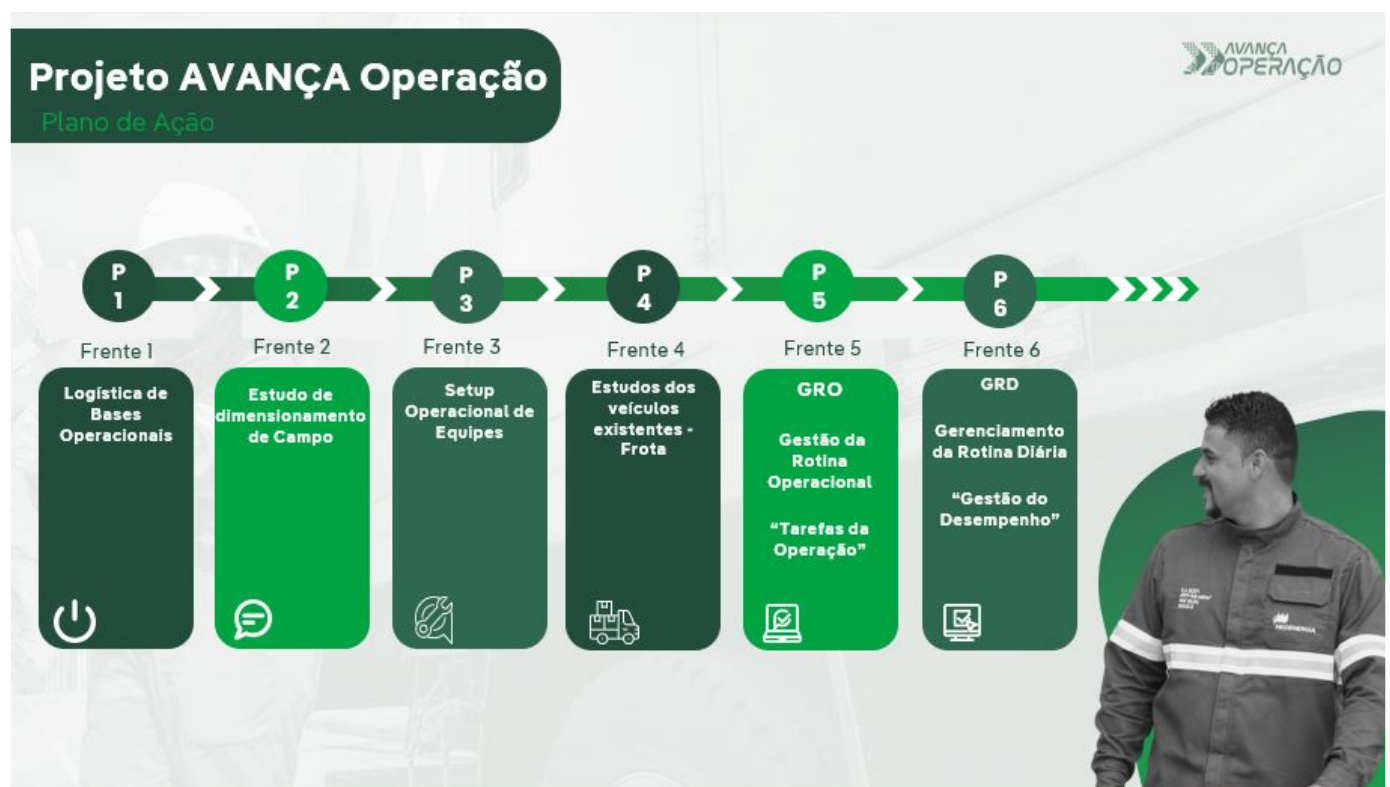 Projeto AVANÇA Operação
Plano de Ação
AVANÇA
OPERAÇÃO
P
1
P
2
P
3
P
4
P
5
P
6
Frente 1
Frente 2
Frente 3
Frente 4
Frente 5
Frente 6
Logística de
Bases
Operacionais
Estudo de
dimensionamento
de Campo
Setup
Operacional de
Equipes
Estudos dos
veículos
existentes -
Frota
GRO
Gestão da
Rotina
Operacional
“Tarefas da
Operação”
GRD
Gerenciamento
da Rotina Diária
“Gestão do
Desempenho”
NEOENERGIA